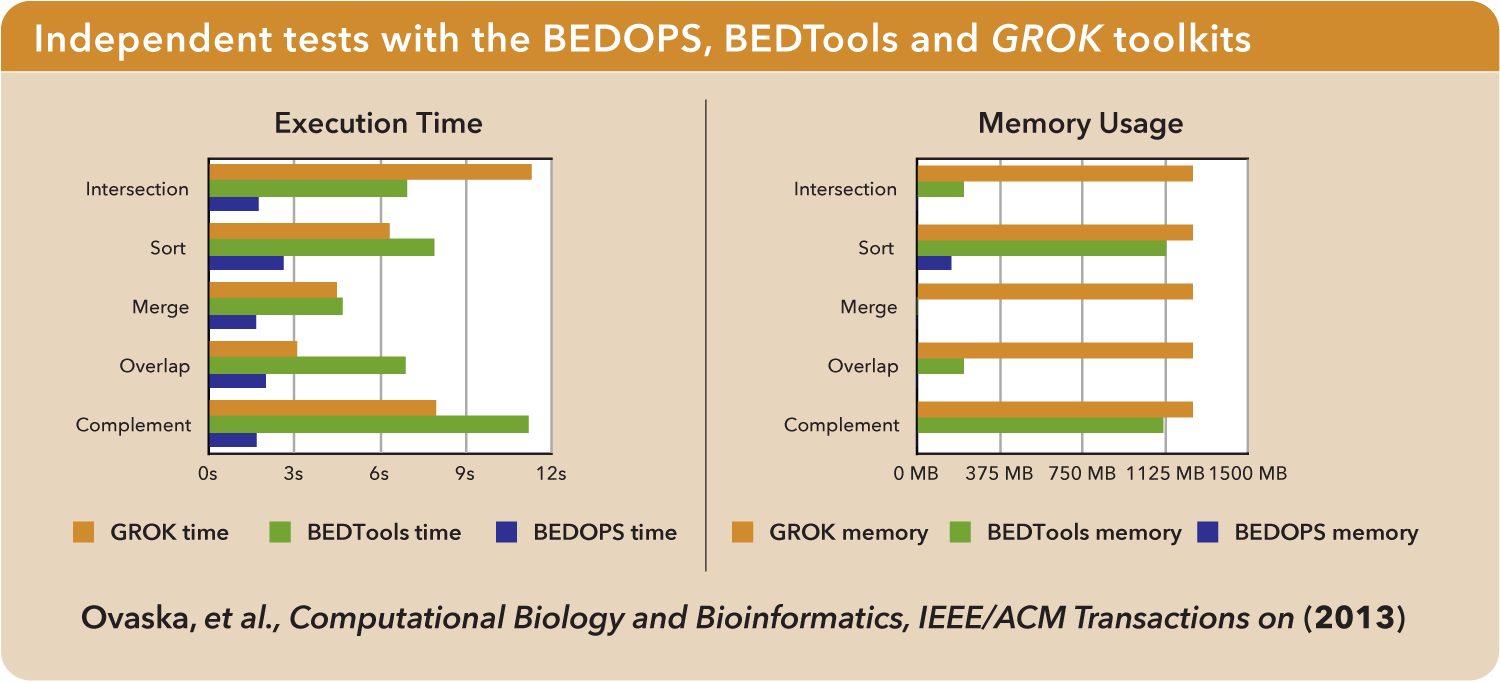 Independent tests with the BEDOPS, BEDTools and GROK toolkits
Execution Time
Intersection
Sort
Merge
Overlap
Complement
0s 3s 6s 9s 12s
GROK time BEDTools time BEDOPS time
Memory Usage
Intersection
Sort
Merge
Overlap
Complement
0 MB 375 MB 750 MB 1125 MB 1500 MB
GROK memory BEDTools memory BEDOPS memory
Ovaska, et al., Computational Biology and Bioinformatics, IEEE/ACM Transactions on (2013)